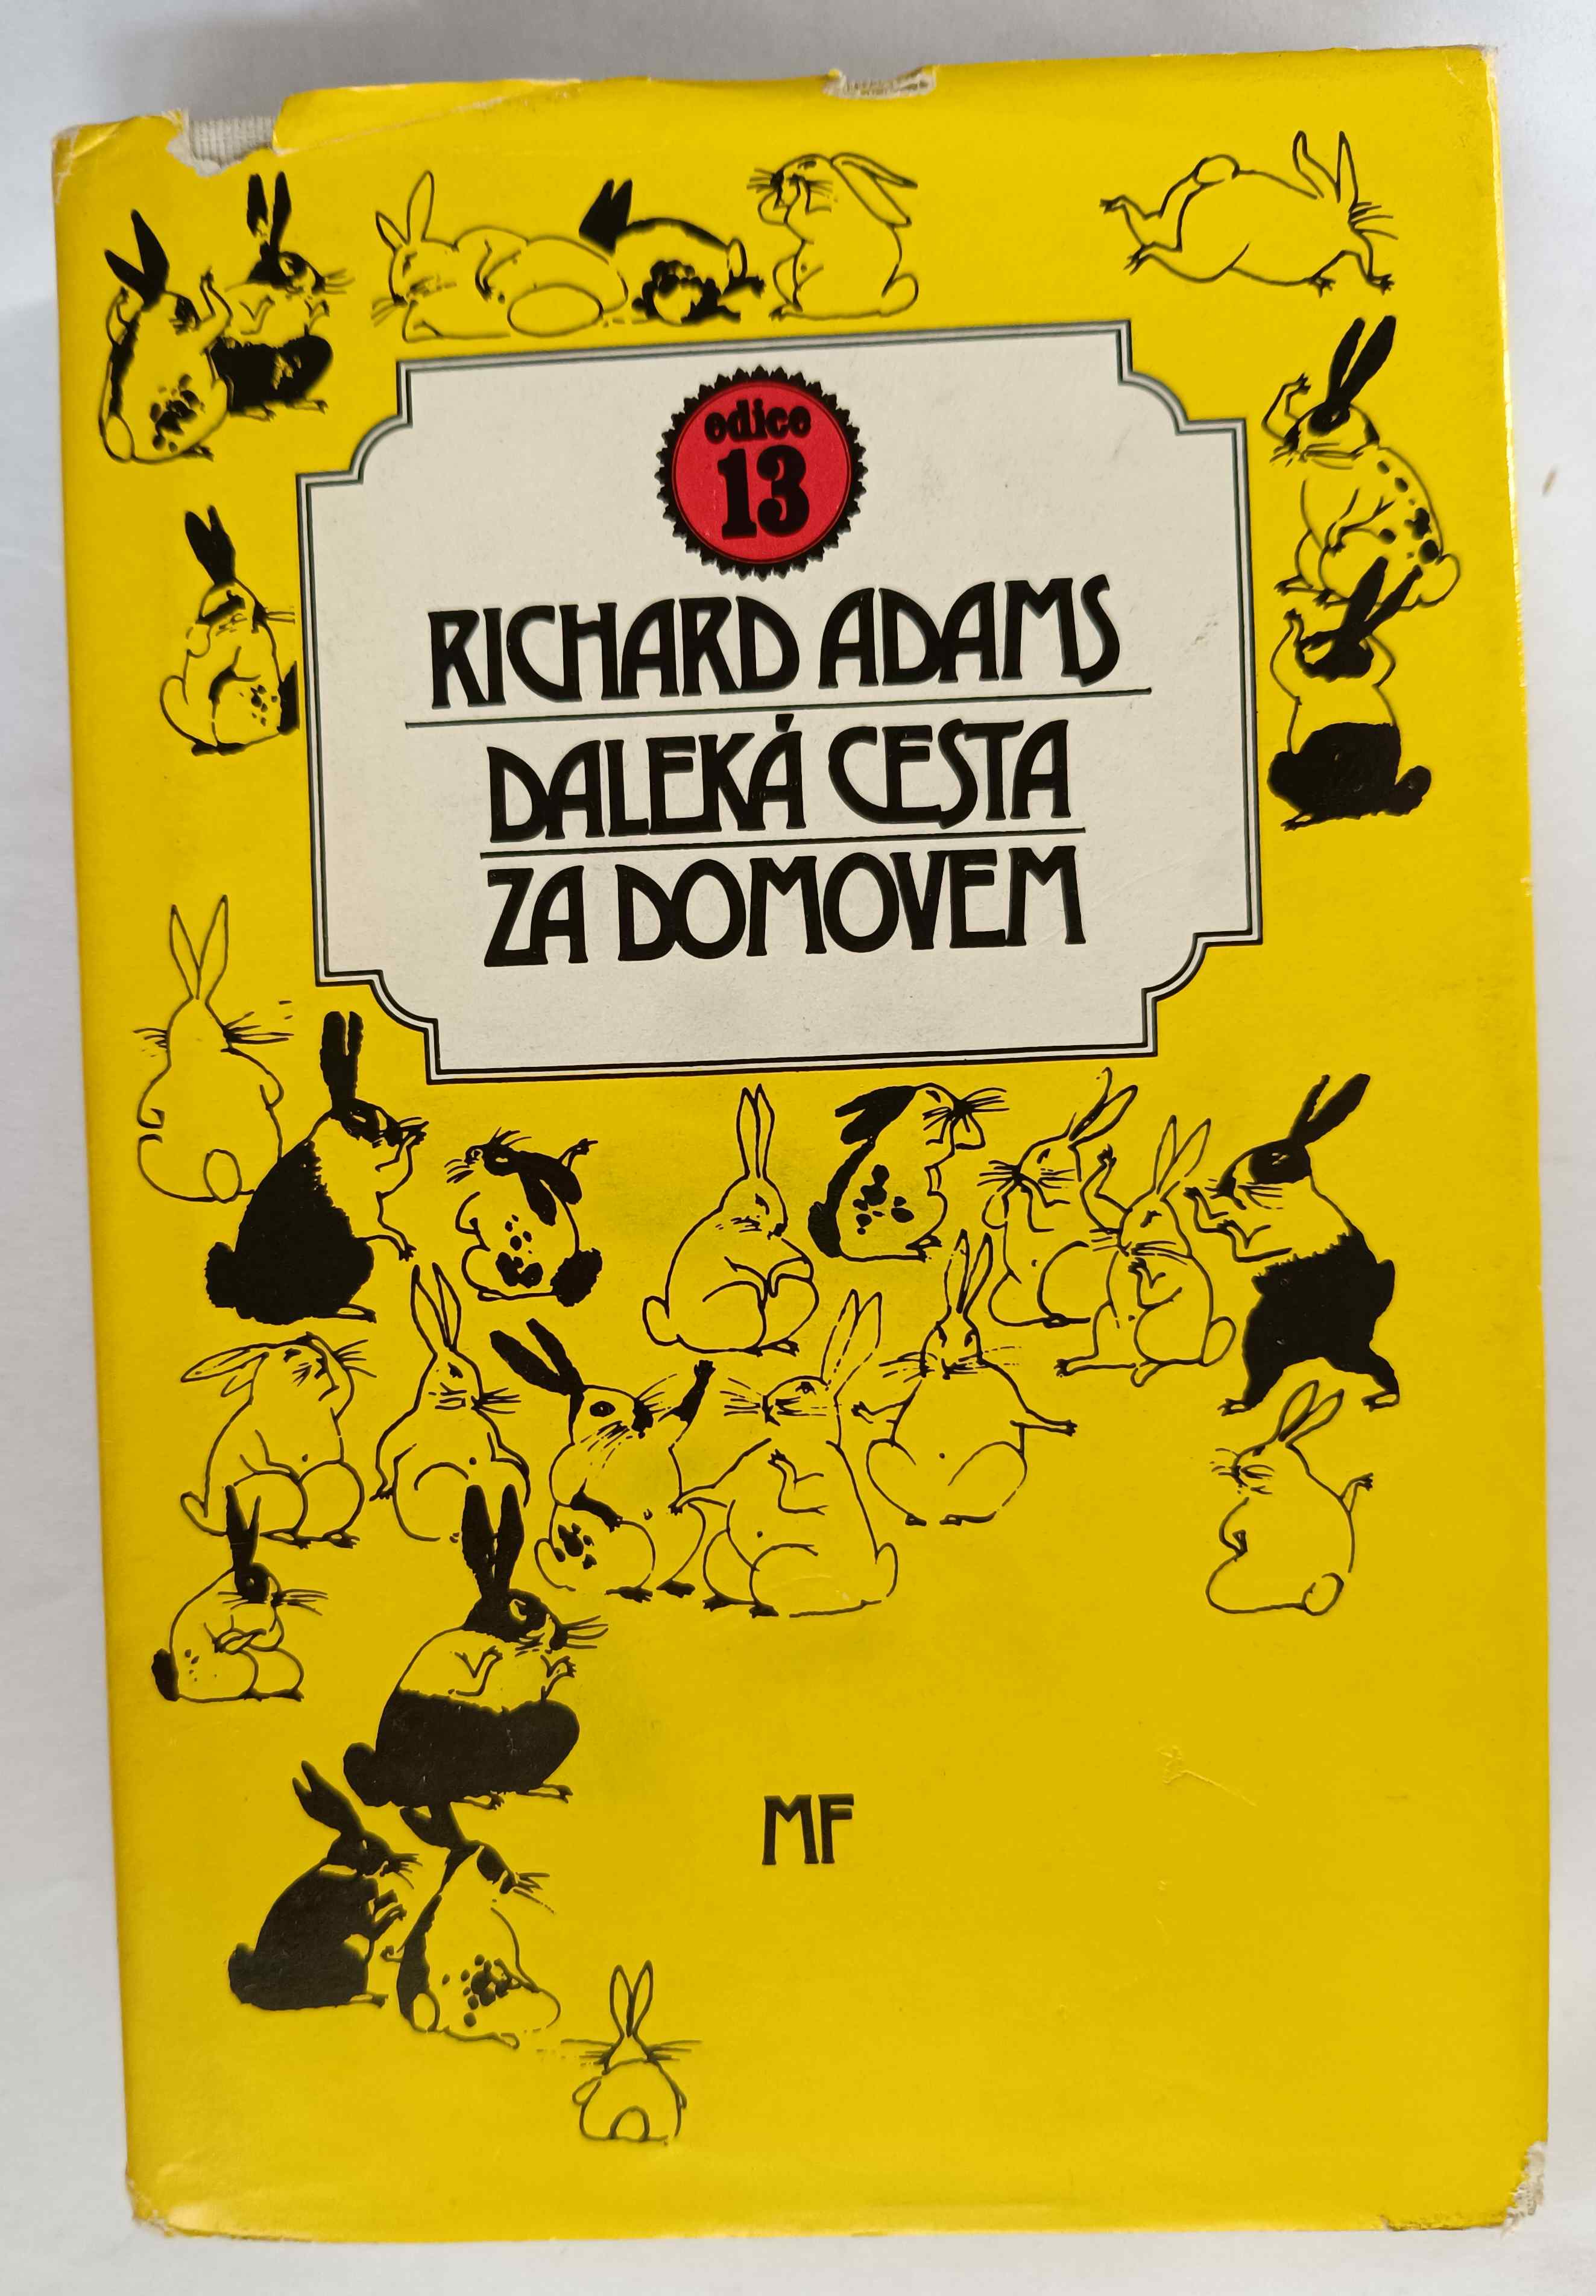 edice
13
RICHARD ADAMS
DALEKÁ CESTA
ZA DOMOVEM
MF